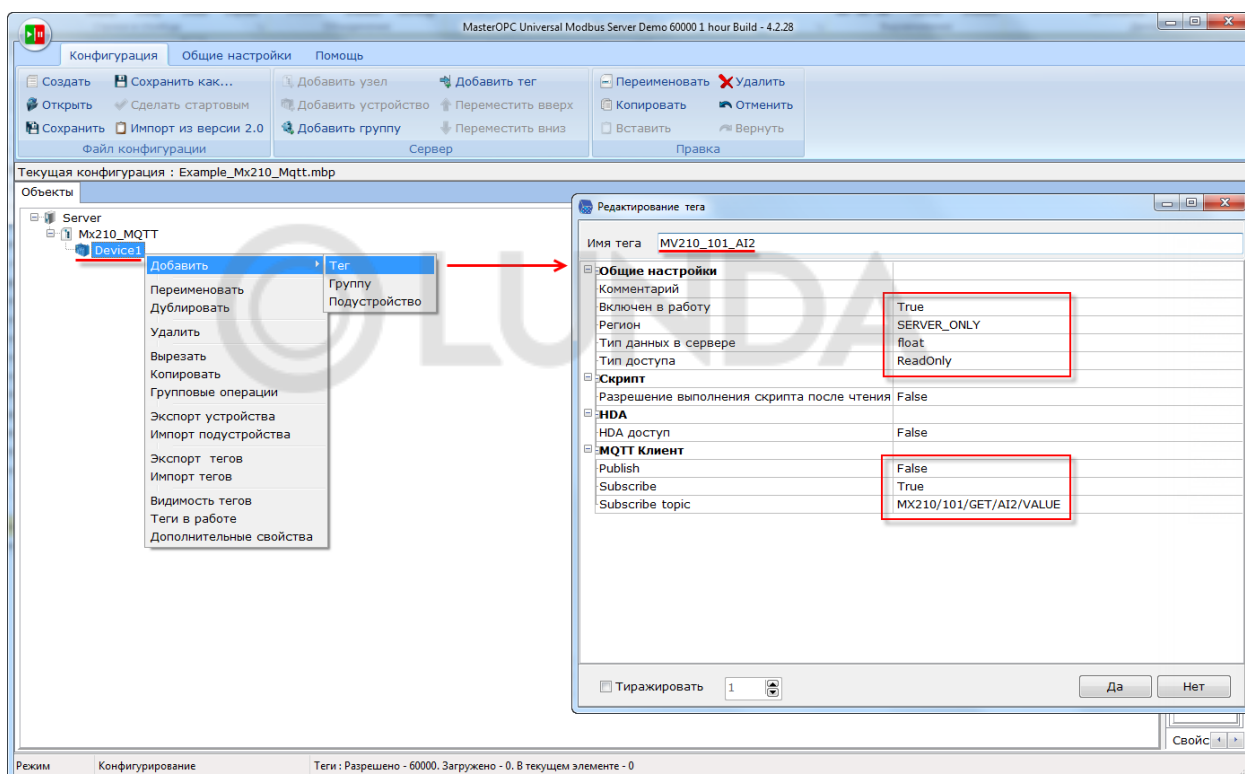 MasterOPC Universal Modbus Server Demo 60000 1 hour Build - 4.2.28
Конфигурация Общие настройки Помощь
Создать Сохранить как... Добавить узел Добавить тег Переименовать Удалить
Открыть Сделать стартовым Добавить устройство Переместить вверх Копировать Отменить
Сохранить Импорт из версии 2.0 Добавить группу Переместить вниз Вставить Вернуть
Файл конфигурации Сервер Правка
Текущая конфигурация : Example_Mx210_Mqtt.mbp
Объекты
Server
Mx210_MQTT
Device1
Добавить
Переименовать
Дублировать
Удалить
Вырезать
Копировать
Групповые операции
Экспорт устройства
Импорт подустройства
Экспорт тегов
Импорт тегов
Видимость тегов
Теги в работе
Дополнительные свойства
Тег
Группу
Подустройство
Редактирование тега
Имя тега MV210_101_AI2
Общие настройки
Комментарий
Включен в работу True
Регион SERVER_ONLY
Тип данных в сервере float
Тип доступа ReadOnly
Скрипт
Разрешение выполнения скрипта после чтения False
HDA
HDA доступ False
MQTT Клиент
Publish False
Subscribe True
Subscribe topic MX210/101/GET/AI2/VALUE
Тиражировать 1 Да Нет
LUNDA
Свойс
Режим Конфигурирование Теги : Разрешено - 60000. Загружено - 0. В текущем элементе - 0